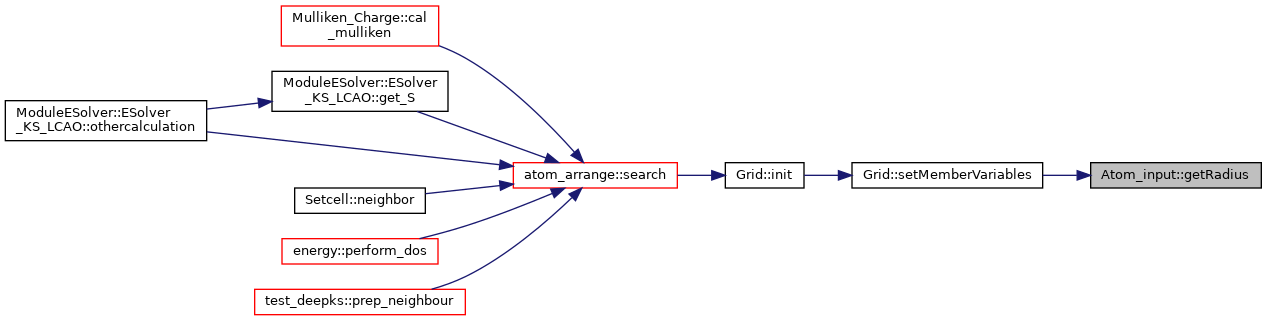 Mulliken_Charge::cal
_mulliken
ModuleESolver::ESolver
_KS_LCAO::get_S
ModuleESolver::ESolver
_KS_LCAO::othercalculation
atom_arrange::search
Grid::init
Grid::setMemberVariables
Atom_input::getRadius
Setcell::neighbor
energy::perform_dos
test_deepks::prep_neighbour